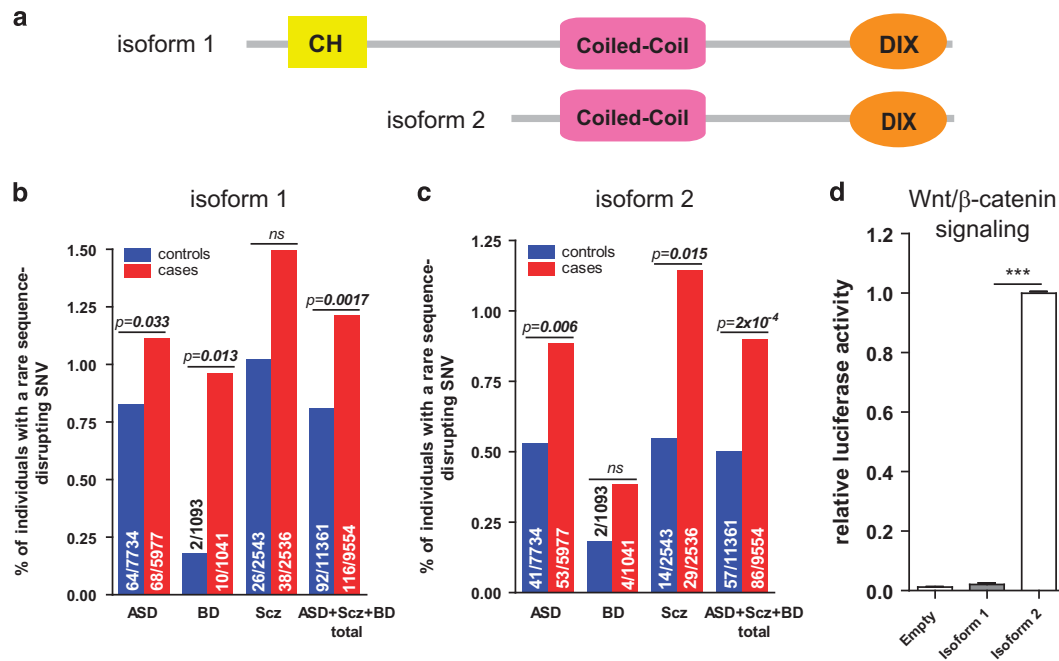 a
isoform 1
CH
Coiled-Coil
DIX
isoform 2
Coiled-Coil
DIX
b
isoform 1
% of individuals with a rare sequence-
disrupting SNV
1.50
1.25
1.00
0.75
0.50
0.25
0.00
controls
cases
p=0.033
p=0.013
ns
p=0.0017
64/7734
68/5977
2/1093
10/1041
26/2543
38/2536
92/11361
116/9554
ASD
BD
Scz
ASD+Scz+BD
total
c
isoform 2
% of individuals with a rare sequence-
disrupting SNV
1.25
1.00
0.75
0.50
0.25
0.00
controls
cases
p=0.006
ns
p=0.015
p=2x10⁻⁴
41/7734
53/5977
2/1093
4/1041
14/2543
29/2536
57/11361
86/9554
ASD
BD
Scz
ASD+Scz+BD
total
d
Wnt/β-catenin
signaling
relative luciferase activity
1.2
1.0
0.8
0.6
0.4
0.2
0.0
***
Empty
Isoform 1
Isoform 2